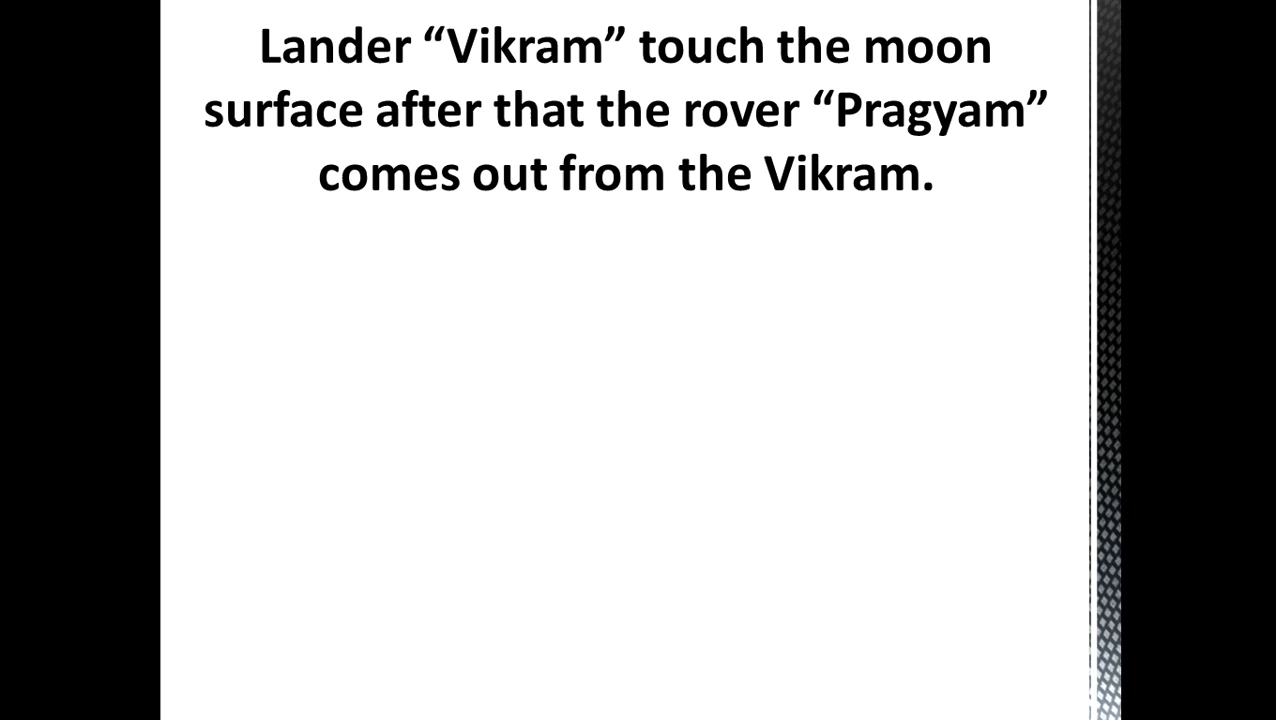 Lander “Vikram” touch the moon
surface after that the rover “Pragyam”
comes out from the Vikram.